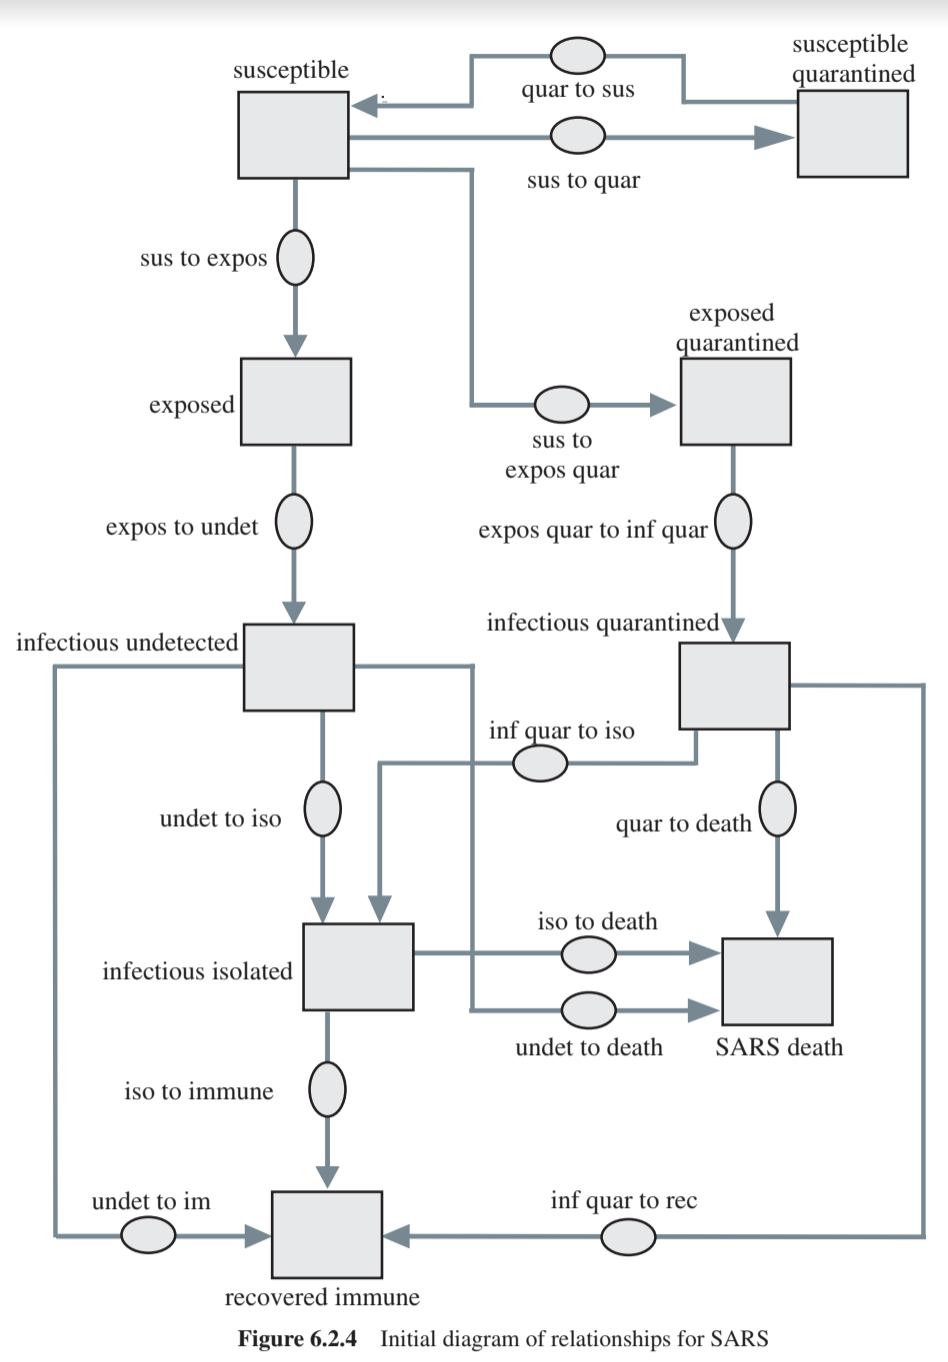 susceptible
quarantined
susceptible
quar to sus
sus to quar
sus to expos
exposed
quarantined
exposed
sus to
expos quar
expos to undet
expos quar to inf quar
infectious quarantined
infectious undetected
inf quar to iso
undet to iso
quar to death
iso to death
infectious isolated
undet to death
SARS death
iso to immune
undet to im
inf quar to rec
recovered immune
Figure 6.2.4 Initial diagram of relationships for SARS